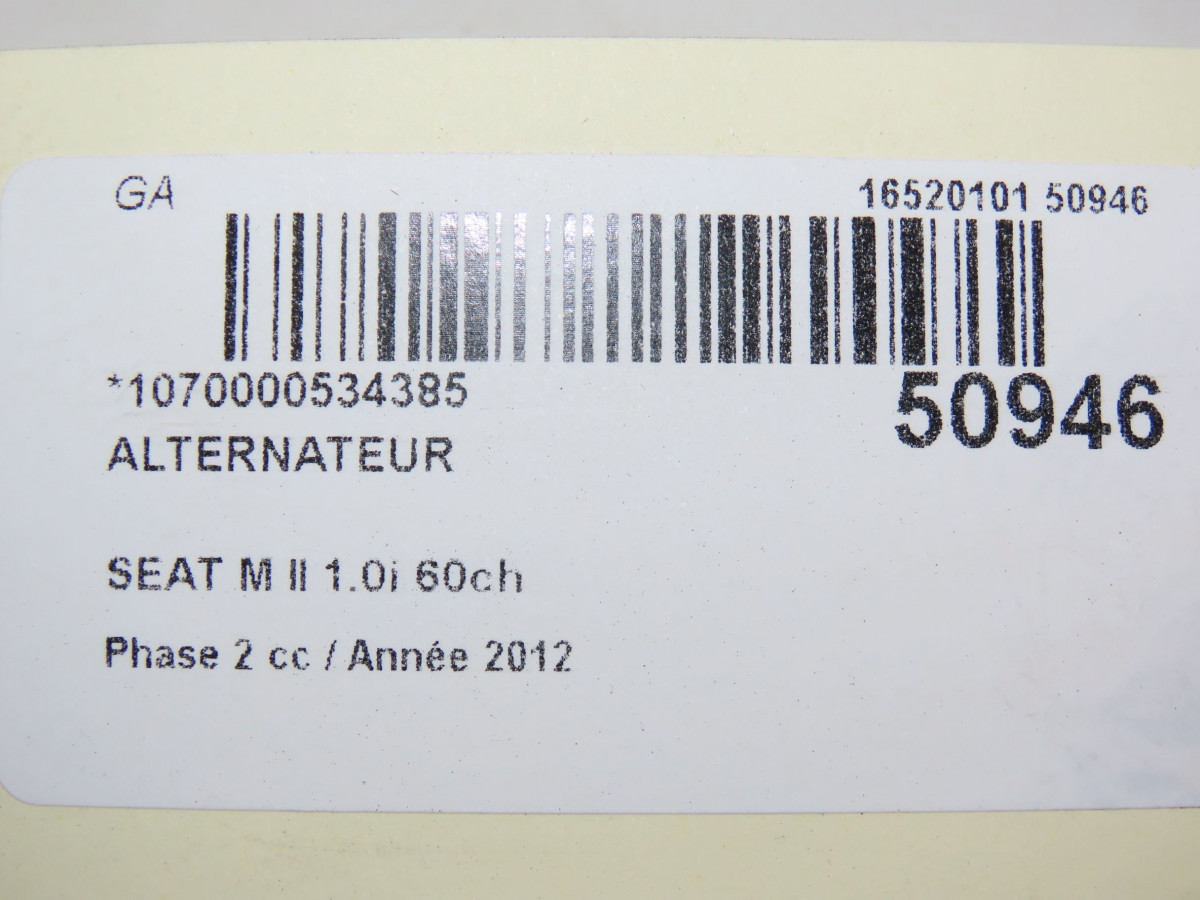 GA
16520101 50946
*1070000534385
50946
ALTERNATEUR
SEAT M II 1.0i 60ch
Phase 2 cc / Année 2012